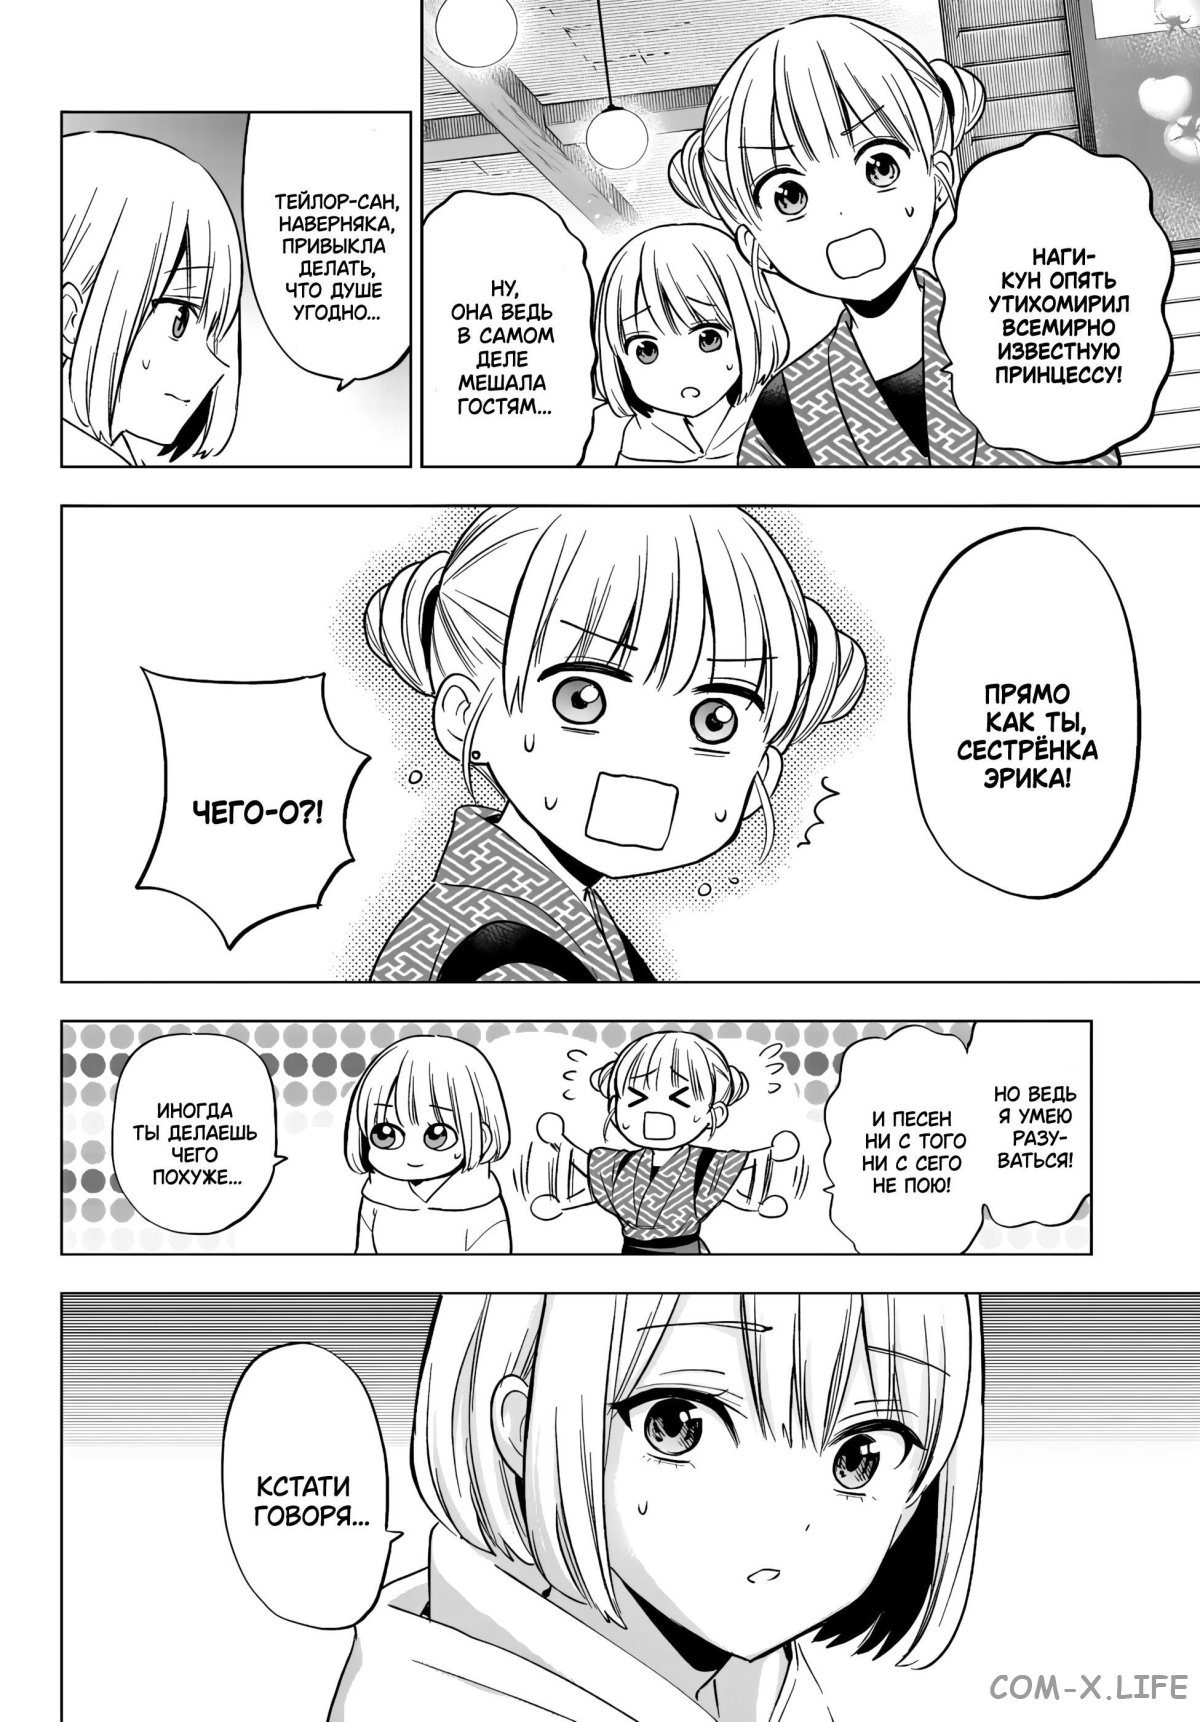 НАГИ-
КУН ОПЯТЬ
УТИХОМИРИЛ
ВСЕМИРНО
ИЗВЕСТНУЮ
ПРИНЦЕССУ!
НУ,
ОНА ВЕДЬ
В САМОМ
ДЕЛЕ
МЕШАЛА
ГОСТЯМ...
ТЕЙЛОР-САН,
НАВЕРНЯКА,
ПРИВЫКЛА
ДЕЛАТЬ,
ЧТО ДУШЕ
УГОДНО...
ПРЯМО
КАК ТЫ,
СЕСТРЁНКА
ЭРИКА!
ЧЕГО-О?!
НО ВЕДЬ
Я УМЕЮ
РАЗУ-
ВАТЬСЯ!
И ПЕСЕН
НИ С ТОГО
НИ С СЕГО
НЕ ПОЮ!
ИНОГДА
ТЫ ДЕЛАЕШЬ
ЧЕГО
ПОХУЖЕ...
КСТАТИ
ГОВОРЯ...
COM-X.LIFE